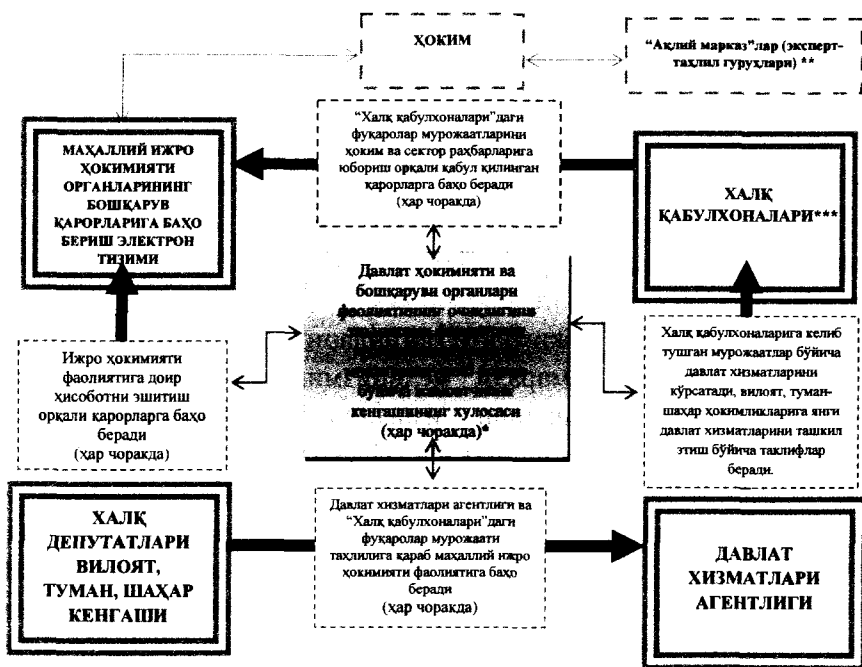 ҲОКИМ
“Ақлий марказ”лар (эксперт-
таҳлил гуруҳлари) **
“Халқ қабулхоналари”даги
фуқаролар мурожаатларини
ҳоким ва сектор раҳбарларига
юбориш орқали қабул қилинган
қарорларга баҳо беради
(ҳар чоракда)
МАҲАЛЛИЙ ИЖРО
ҲОКИМИЯТИ
ОРГАНЛАРИНИНГ
БОШҚАРУВ
ҚАРОРЛАРИГА БАҲО
БЕРИШ ЭЛЕКТРОН
ТИЗИМИ
ХАЛҚ
ҚАБУЛХОНАЛАРИ***
Давлат ҳокимияти ва
бошқаруви органлари
фаолиятининг очиқлигини
кенгашнинг хулосаси
(ҳар чоракда)*
Ижро ҳокимияти
фаолиятига доир
ҳисоботни эшитиш
орқали қарорларга баҳо
беради
(ҳар чоракда)
Халқ қабулхоналарига келиб
тушган мурожаатлар бўйича
давлат хизматларини
кўрсатади, вилоят, туман-
шаҳар ҳокимликларига янги
давлат хизматларини ташкил
этиш бўйича таклифлар
беради.
ХАЛҚ
ДЕПУТАТЛАРИ
ВИЛОЯТ,
ТУМАН, ШАҲАР
КЕНГАШИ
Давлат хизматлари агентлиги ва
“Халқ қабулхоналари”даги
фуқаролар мурожаати
таҳлилига қараб маҳаллий ижро
ҳокимияти фаолиятига баҳо
беради
(ҳар чоракда)
ДАВЛАТ
ХИЗМАТЛАРИ
АГЕНТЛИГИ